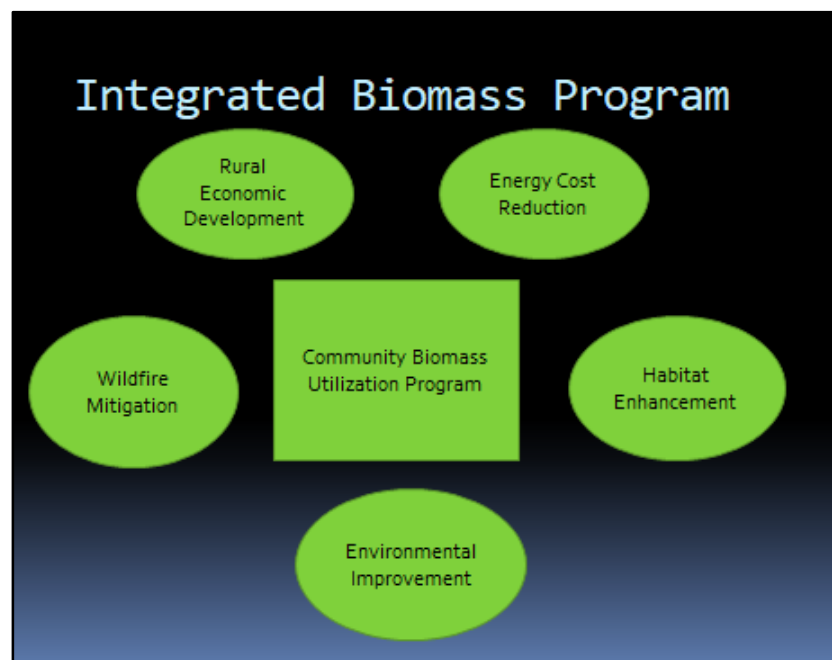 Integrated Biomass Program
Rural
Economic
Development
Energy Cost
Reduction
Community Biomass
Utilization Program
Wildfire
Mitigation
Habitat
Enhancement
Environmental
Improvement